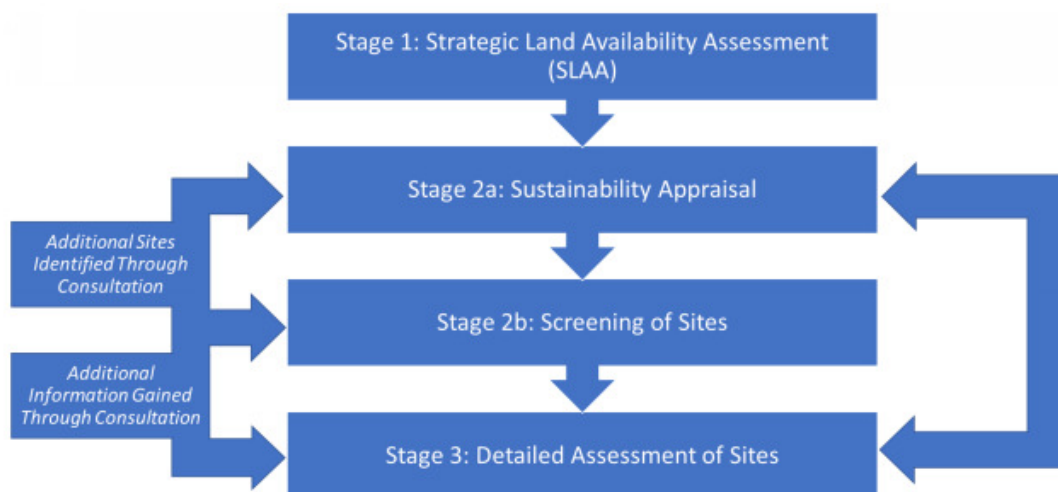 Stage 1: Strategic Land Availability Assessment
(SLAA)
Stage 2a: Sustainability Appraisal
Additional Sites
Identified Through
Consultation
Stage 2b: Screening of Sites
Additional
Information Gained
Through Consultation
Stage 3: Detailed Assessment of Sites